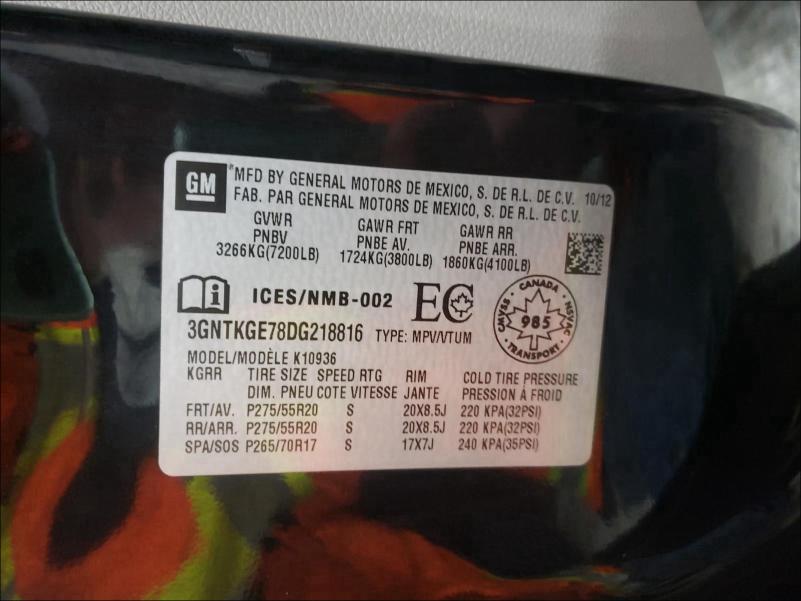 GM
MFD BY GENERAL MOTORS DE MEXICO, S. DE R.L. DE C.V. 10/12
FAB. PAR GENERAL MOTORS DE MEXICO, S. DE R.L. DE C.V.
GVWR GAWR FRT GAWR RR
PNBV PNBE AV. PNBE ARR.
3266KG(7200LB) 1724KG(3800LB) 1860KG(4100LB)
i ICES/NMB-002 EC
CANADA
CMVSS NSVAC
985
TRANSPORT
3GNTKGE78DG218816 TYPE: MPV/VTUM
MODEL/MODÈLE K10936
KGRR TIRE SIZE SPEED RTG RIM COLD TIRE PRESSURE
DIM. PNEU COTE VITESSE JANTE PRESSION À FROID
FRT/AV. P275/55R20 S 20X8.5J 220 KPA(32PSI)
RR/ARR. P275/55R20 S 20X8.5J 220 KPA(32PSI)
SPA/SOS P265/70R17 S 17X7J 240 KPA(35PSI)